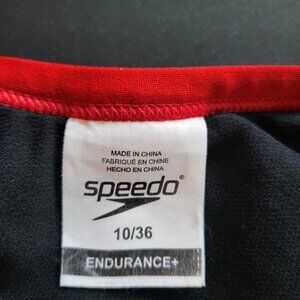 MADE IN CHINA
FABRIQUÉ EN CHINE
HECHO EN CHINA
speedo
10/36
ENDURANCE+